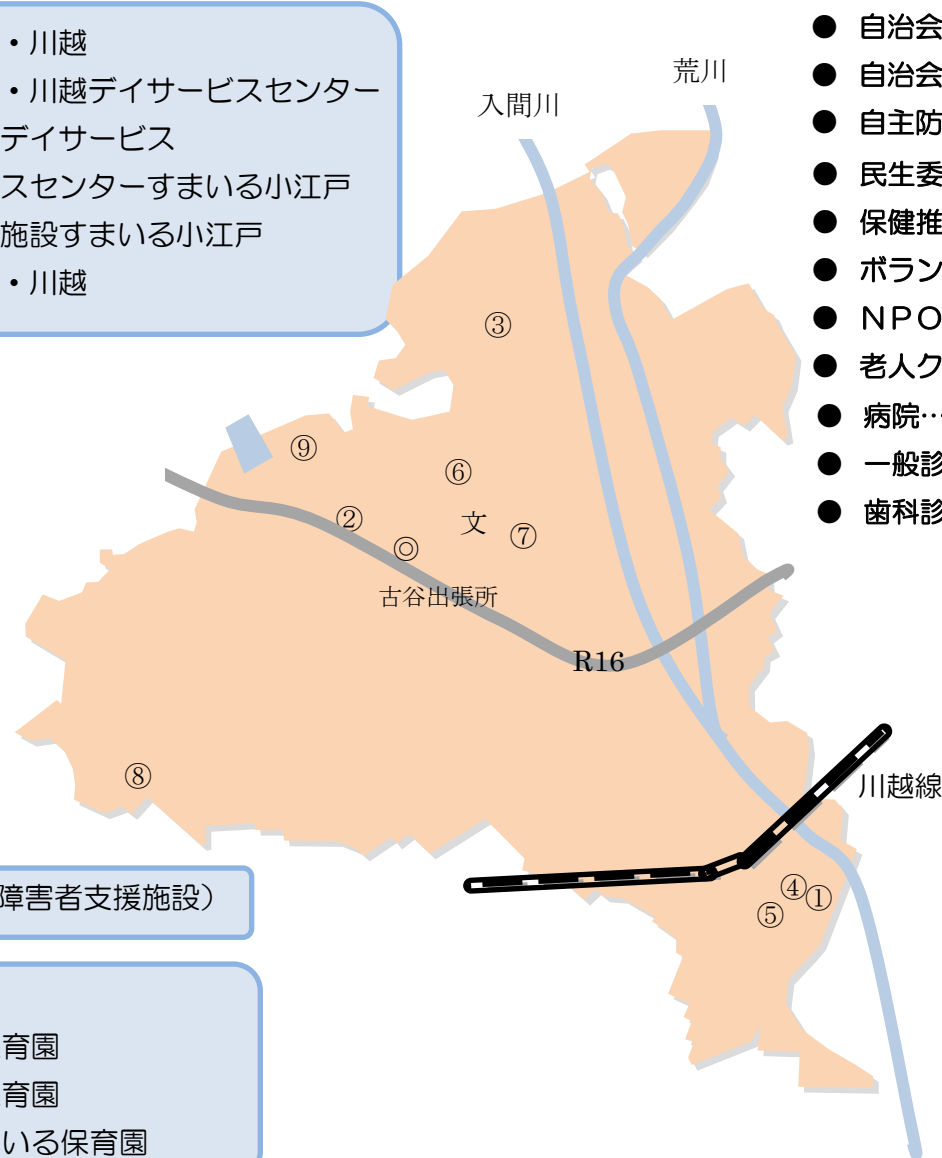 ・川越
・川越デイサービスセンター
デイサービス
スセンターすまいる小江戸
施設すまいる小江戸
・川越
荒川
入間川
● 自治会
● 自治会
● 自主防
● 民生委
● 保健推
● ボラン
● ＮＰＯ
● 老人ク
● 病院…
● 一般診
● 歯科診
③
⑨
⑥
②
文
⑦
◎
古谷出張所
R16
⑧
川越線
④
①
⑤
障害者支援施設）
育園
育園
いる保育園